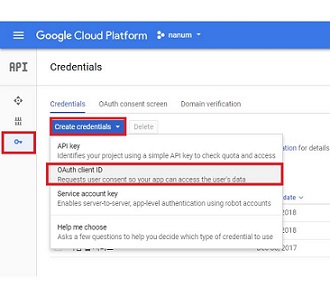 Google Cloud Platform nanum
API Credentials
Credentials OAuth consent screen Domain verification
Create credentials Delete
API key
Identifies your project using a simple API key to check quota and access
for details
OAuth client ID
Requests user consent so your app can access the user's data
Service account key
Enables server-to-server, app-level authentication using robot accounts
date
2018
Help me choose
2018
Asks a few questions to help you decide which type of credential to use